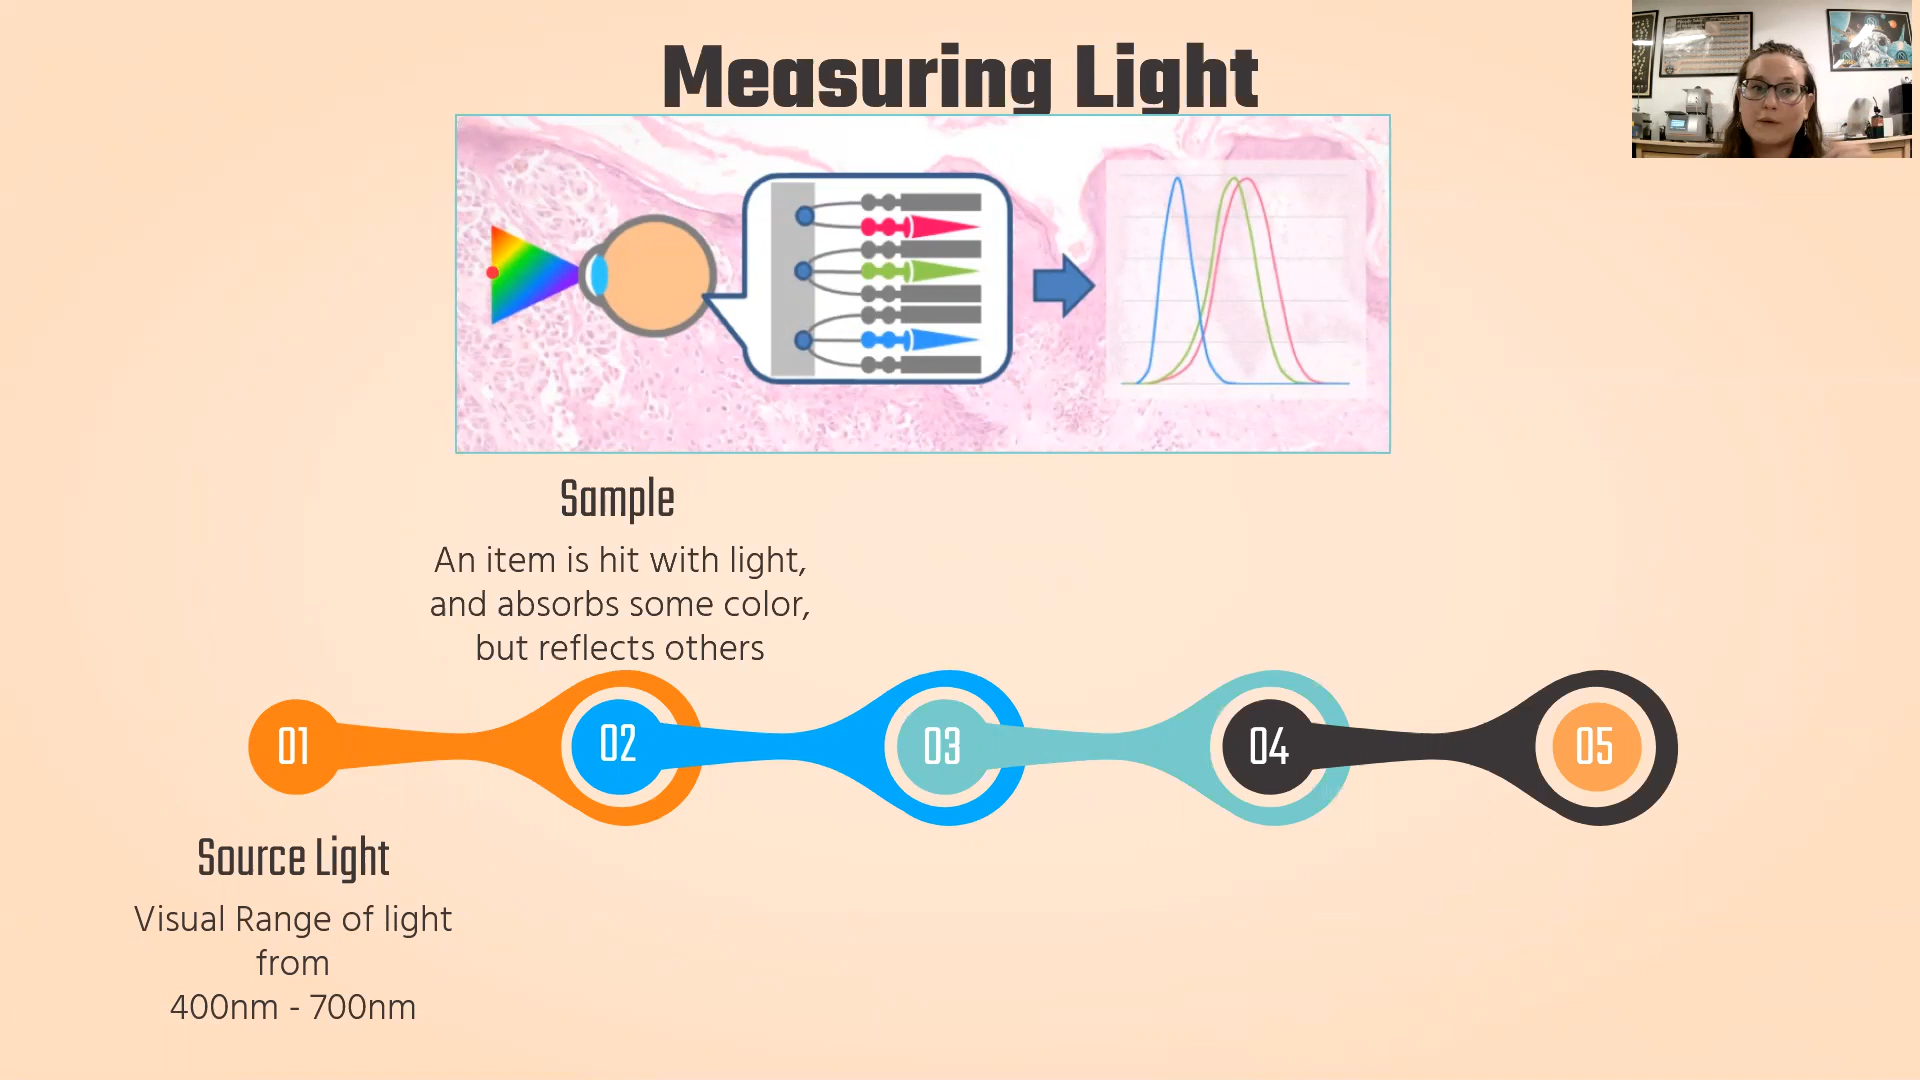 Measuring Light
Sample
An item is hit with light,
and absorbs some color,
but reflects others
01
02
03
04
05
Source Light
Visual Range of light
from
400nm - 700nm